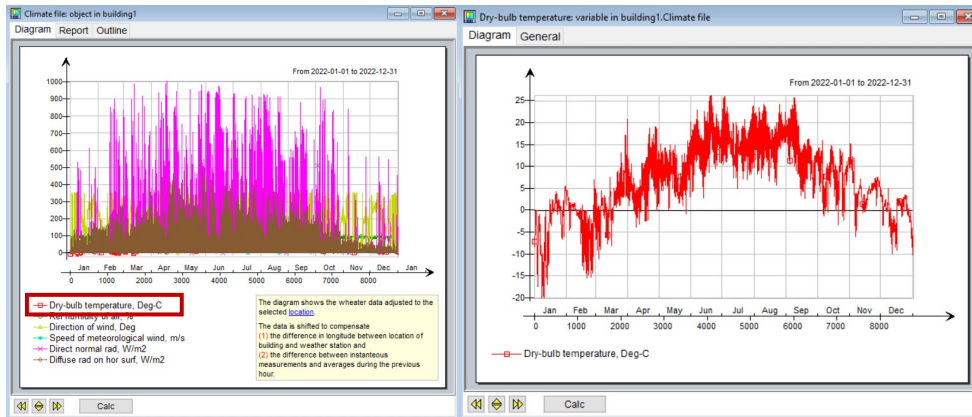 Climate file: object in building1
Diagram Report Outline
From 2022-01-01 to 2022-12-31
1000
900
800
700
600
500
400
300
200
100
0
Jan Feb Mar Apr May Jun Jul Aug Sep Oct Nov Dec Jan
0 1000 2000 3000 4000 5000 6000 7000 8000
Dry-bulb temperature, Deg-C
Rel humidity of air, %
Direction of wind, Deg
Speed of meteorological wind, m/s
Direct normal rad, W/m2
Diffuse rad on hor surf, W/m2
The diagram shows the wheater data adjusted to the
selected location.
The data is shifted to compensate
(1) the difference in longitude between location of
building and weather station and
(2) the difference between instanteous
measurements and averages during the previous
hour.
Calc
Dry-bulb temperature: variable in building1.Climate file
Diagram General
From 2022-01-01 to 2022-12-31
25
20
15
10
5
0
-5
-10
-15
-20
Jan Feb Mar Apr May Jun Jul Aug Sep Oct Nov Dec
0 1000 2000 3000 4000 5000 6000 7000 8000
Dry-bulb temperature, Deg-C
Calc